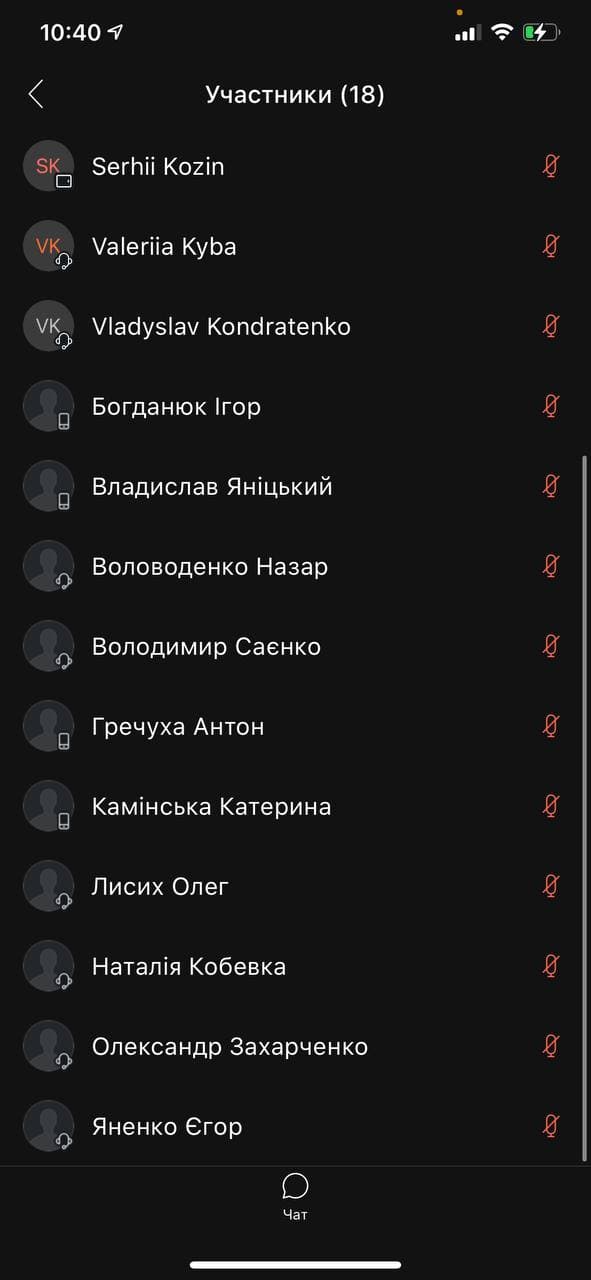 10:40
Участники (18)
SK
Serhii Kozin
VK
Valeriia Kyba
VK
Vladyslav Kondratenko
Богданюк Ігор
Владислав Яніцький
Воловоденко Назар
Володимир Саєнко
Гречуха Антон
Камінська Катерина
Лисих Олег
Наталія Кобевка
Олександр Захарченко
Яненко Єгор
Чат